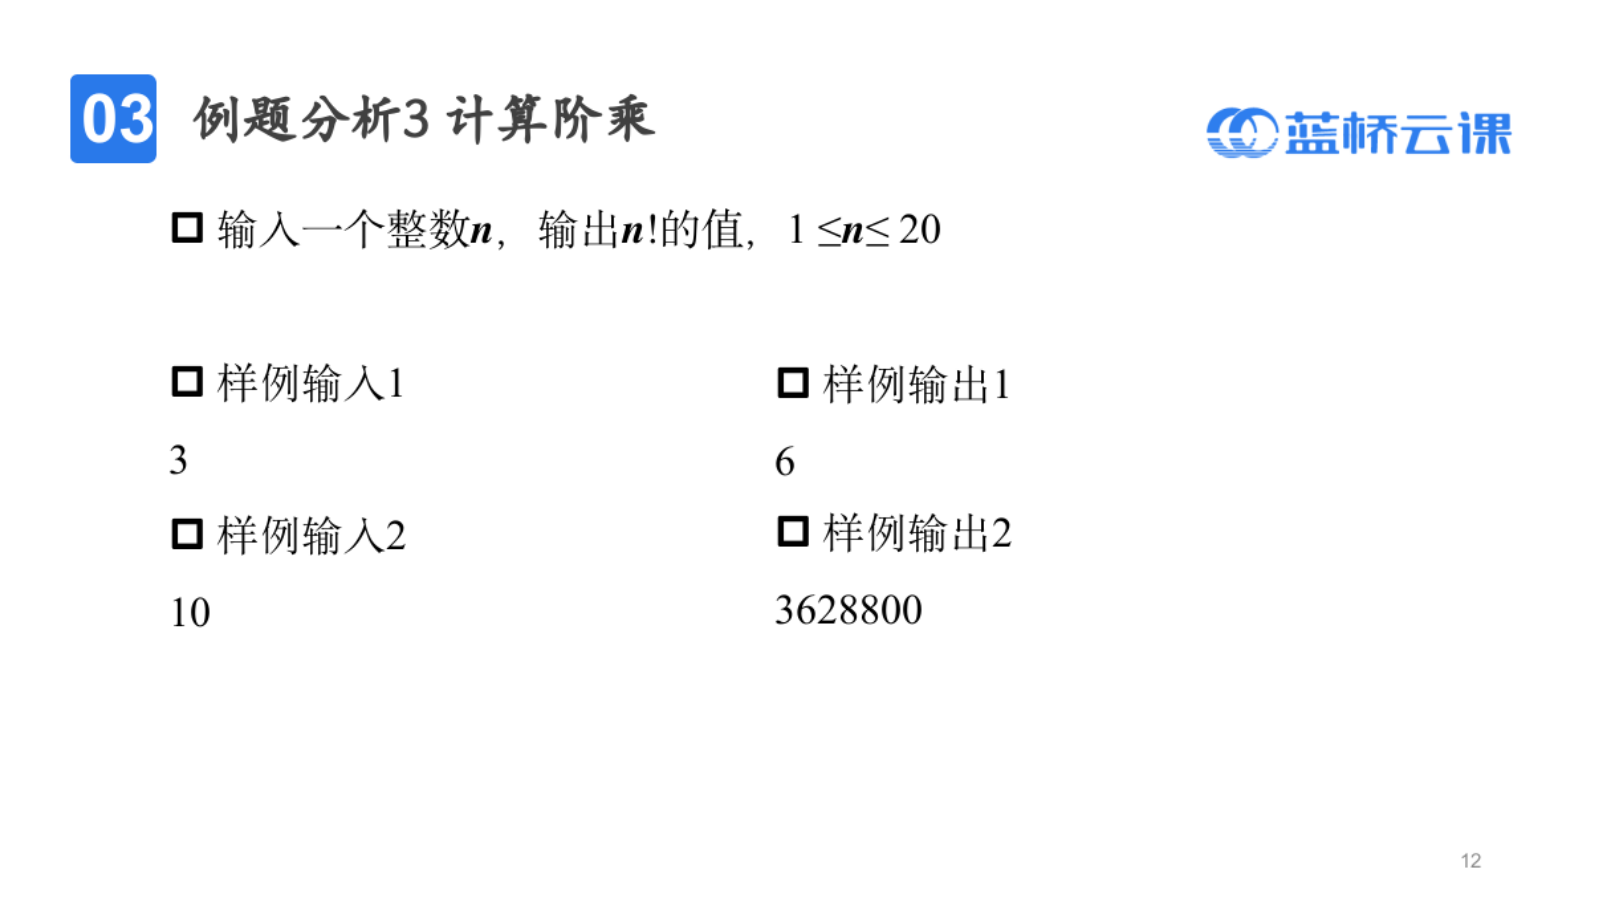 03 例题分析3 计算阶乘
蓝桥云课
输入一个整数n，输出n!的值，1 ≤n≤ 20
样例输入1
样例输出1
3
6
样例输入2
样例输出2
10
3628800
12